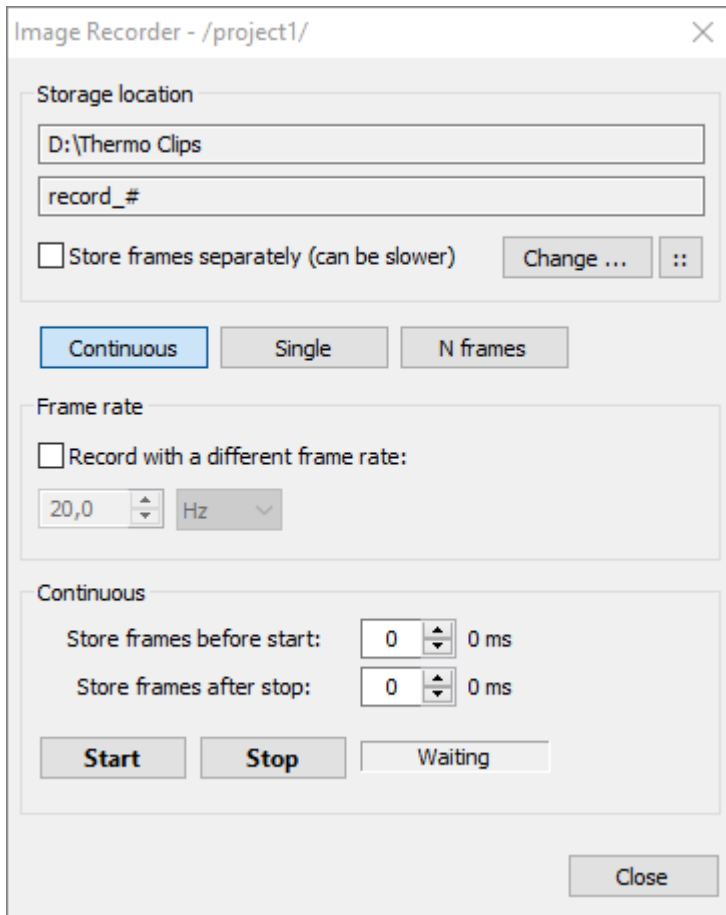 Image Recorder - /project1/
Storage location
D:\Thermo Clips
record_#
Store frames separately (can be slower) Change ... ::
Continuous Single N frames
Frame rate
Record with a different frame rate:
20,0 Hz
Continuous
Store frames before start: 0 0 ms
Store frames after stop: 0 0 ms
Start Stop Waiting
Close